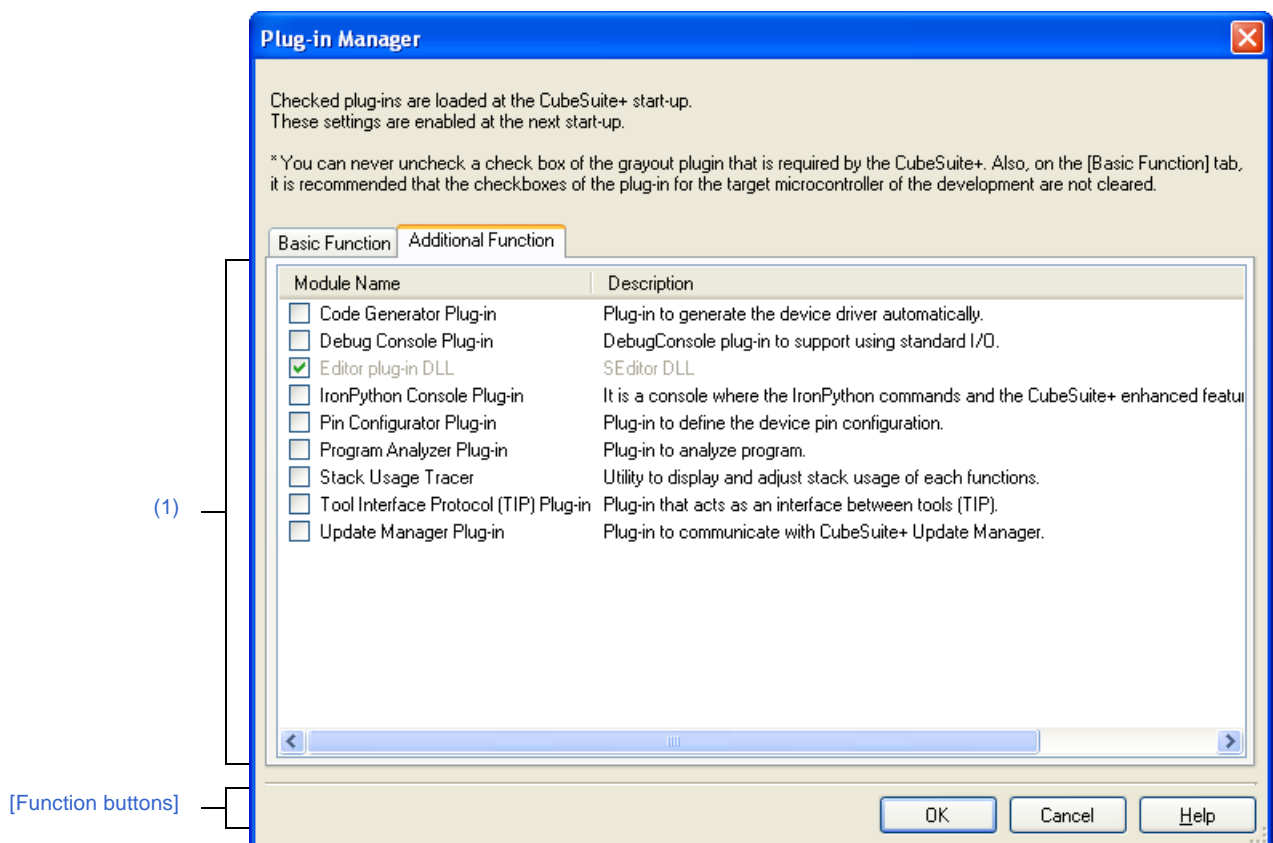 Plug-in Manager
Checked plug-ins are loaded at the CubeSuite+ start-up.
These settings are enabled at the next start-up.
* You can never uncheck a check box of the grayout plugin that is required by the CubeSuite+. Also, on the [Basic Function] tab,
it is recommended that the checkboxes of the plug-in for the target microcontroller of the development are not cleared.
Basic Function Additional Function
Module Name Description
Code Generator Plug-in Plug-in to generate the device driver automatically.
Debug Console Plug-in DebugConsole plug-in to support using standard I/O.
Editor plug-in DLL SEditor DLL
IronPython Console Plug-in It is a console where the IronPython commands and the CubeSuite+ enhanced featu
Pin Configurator Plug-in Plug-in to define the device pin configuration.
Program Analyzer Plug-in Plug-in to analyze program.
Stack Usage Tracer Utility to display and adjust stack usage of each functions.
(1) Tool Interface Protocol (TIP) Plug-in Plug-in that acts as an interface between tools (TIP).
Update Manager Plug-in Plug-in to communicate with CubeSuite+ Update Manager.
[Function buttons] OK Cancel Help